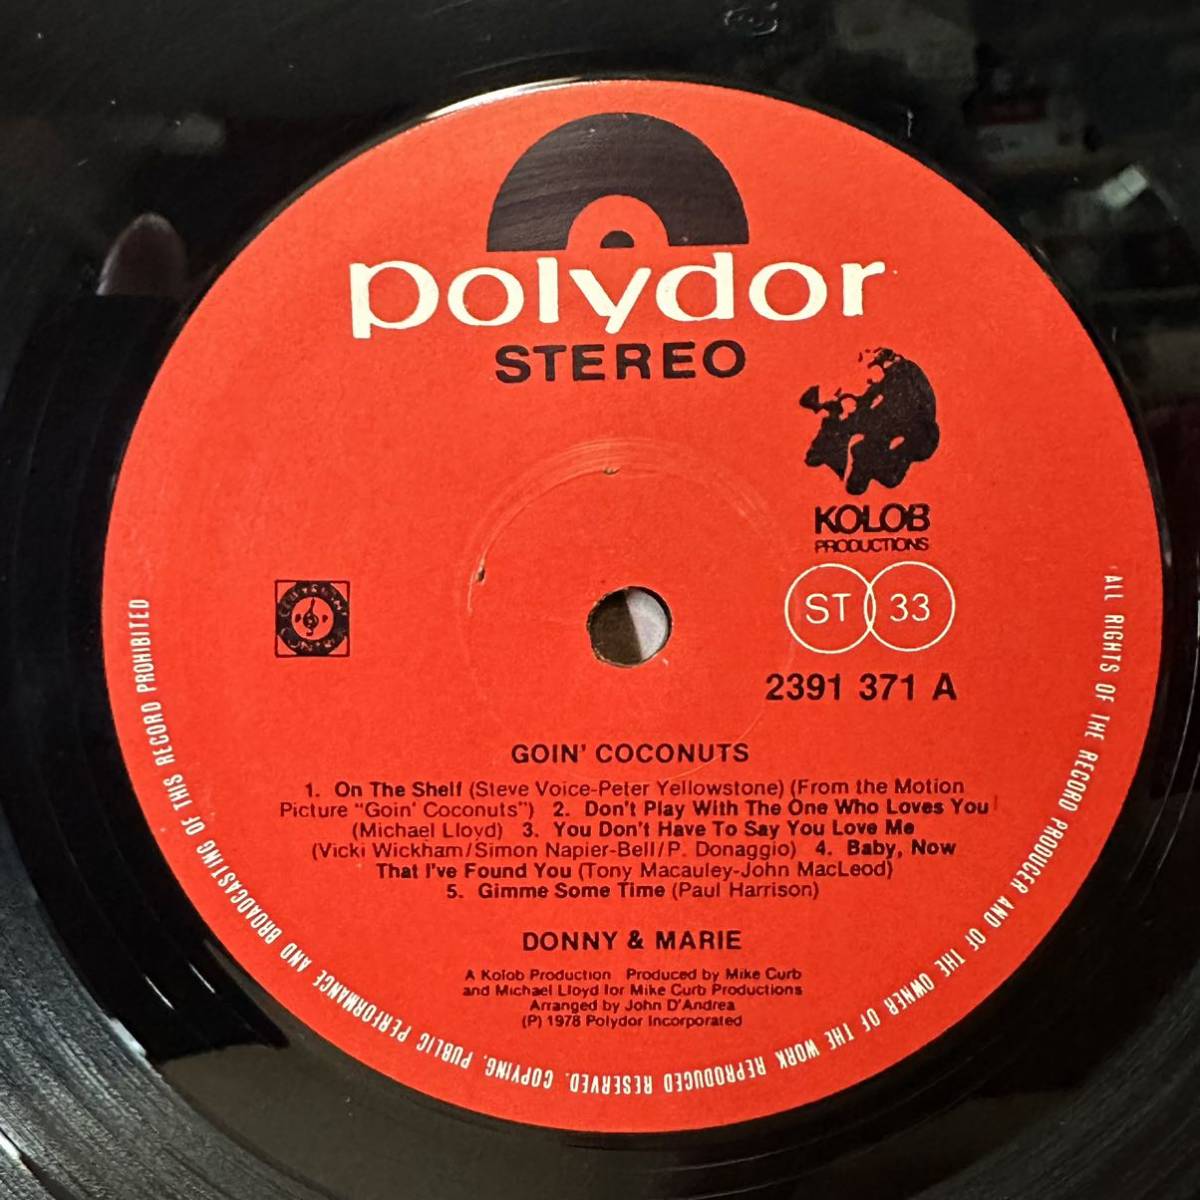 polydor
STEREO
KOLOB
PRODUCTIONS
ST 33
2391 371 A
GOIN' COCONUTS
1. On The Shelf (Steve Voice-Peter Yellowstone) (From the Motion
Picture "Goin' Coconuts") 2. Don't Play With The One Who Loves You
(Michael Lloyd) 3. You Don't Have To Say You Love Me
(Vicki Wickham/Simon Napier-Bell/P. Donaggio) 4. Baby, Now
That I've Found You (Tony Macauley-John MacLeod)
5. Gimme Some Time (Paul Harrison)
DONNY & MARIE
A Kolob Production Produced by Mike Curb
and Michael Lloyd for Mike Curb Productions
Arranged by John D'Andrea
(P) 1978 Polydor Incorporated
ALL RIGHTS OF THE RECORD PRODUCER AND OF THE OWNER OF THE WORK REPRODUCED RESERVED. COPYING, PUBLIC PERFORMANCE AND BROADCASTING OF THIS RECORD PROHIBITED